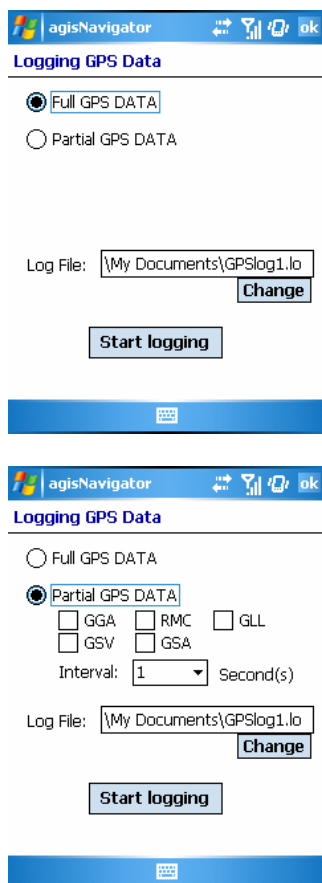 agisNavigator ok
Logging GPS Data
Full GPS DATA
Partial GPS DATA
Log File: \My Documents\GPSlog1.lo
Change
Start logging
agisNavigator ok
Logging GPS Data
Full GPS DATA
Partial GPS DATA
GGA RMC GLL
GSV GSA
Interval: 1 Second(s)
Log File: \My Documents\GPSlog1.lo
Change
Start logging